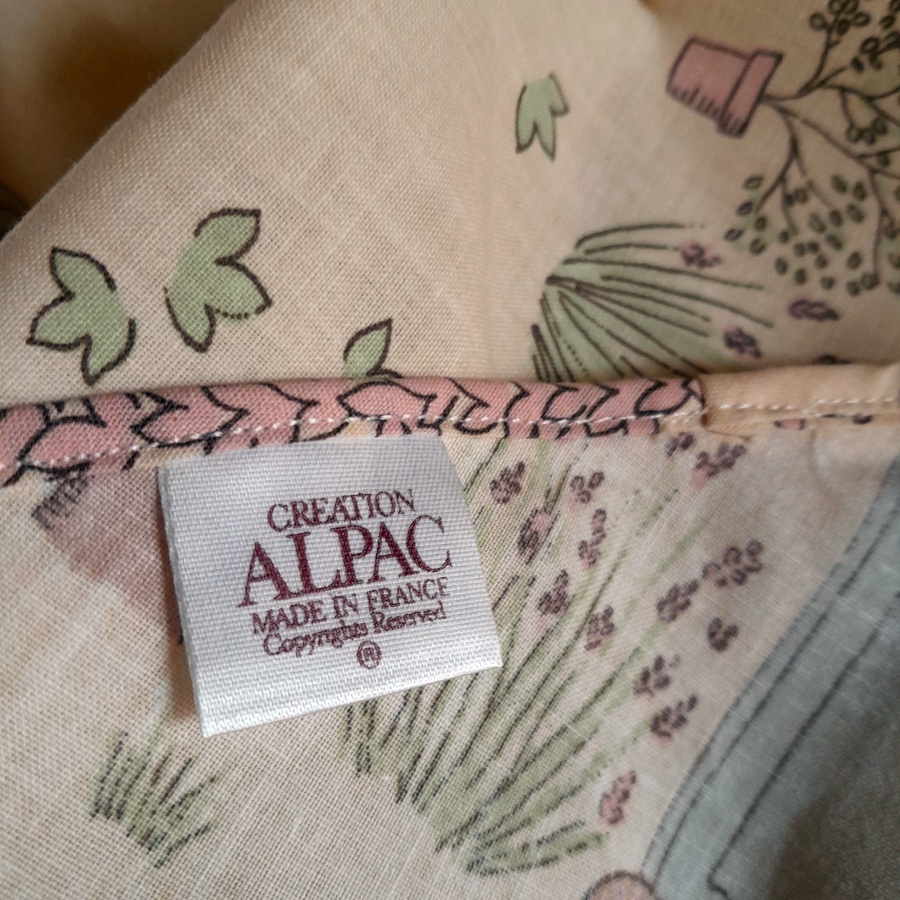 CREATION
ALPAC
MADE IN FRANCE
Copyrights Reserved
®